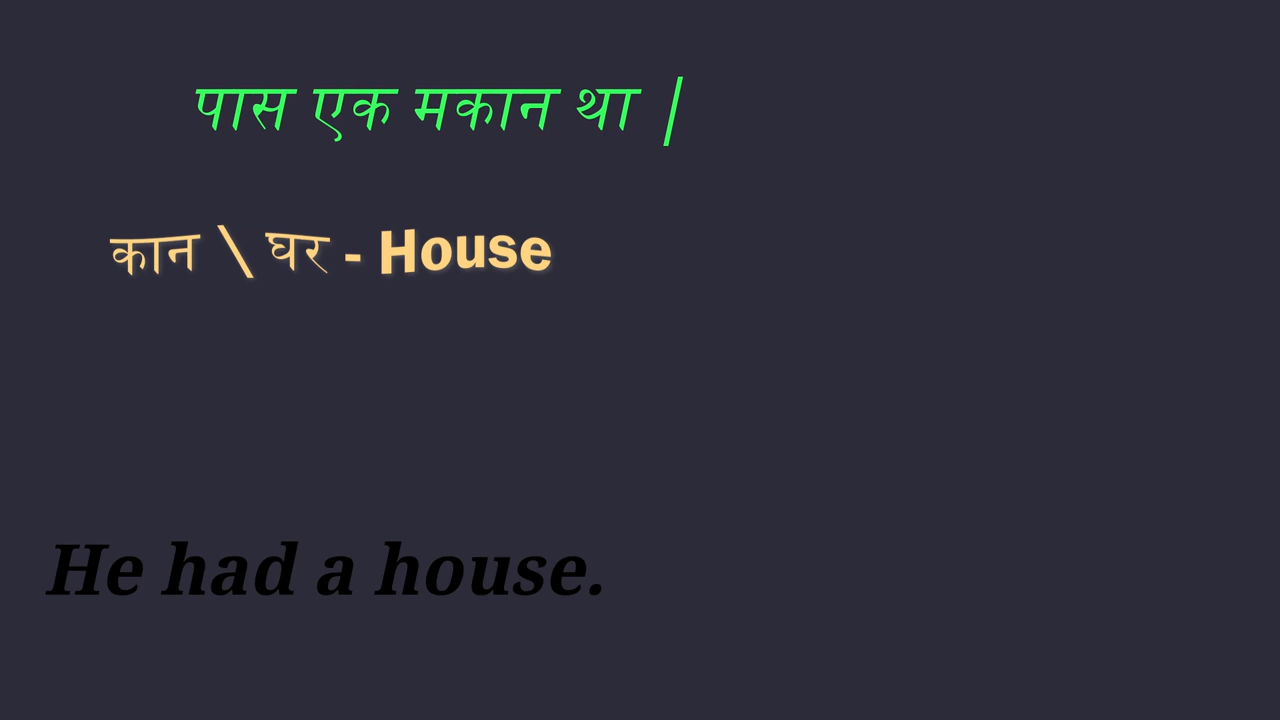 पास एक मकान था |
कान \ घर - House
He had a house.